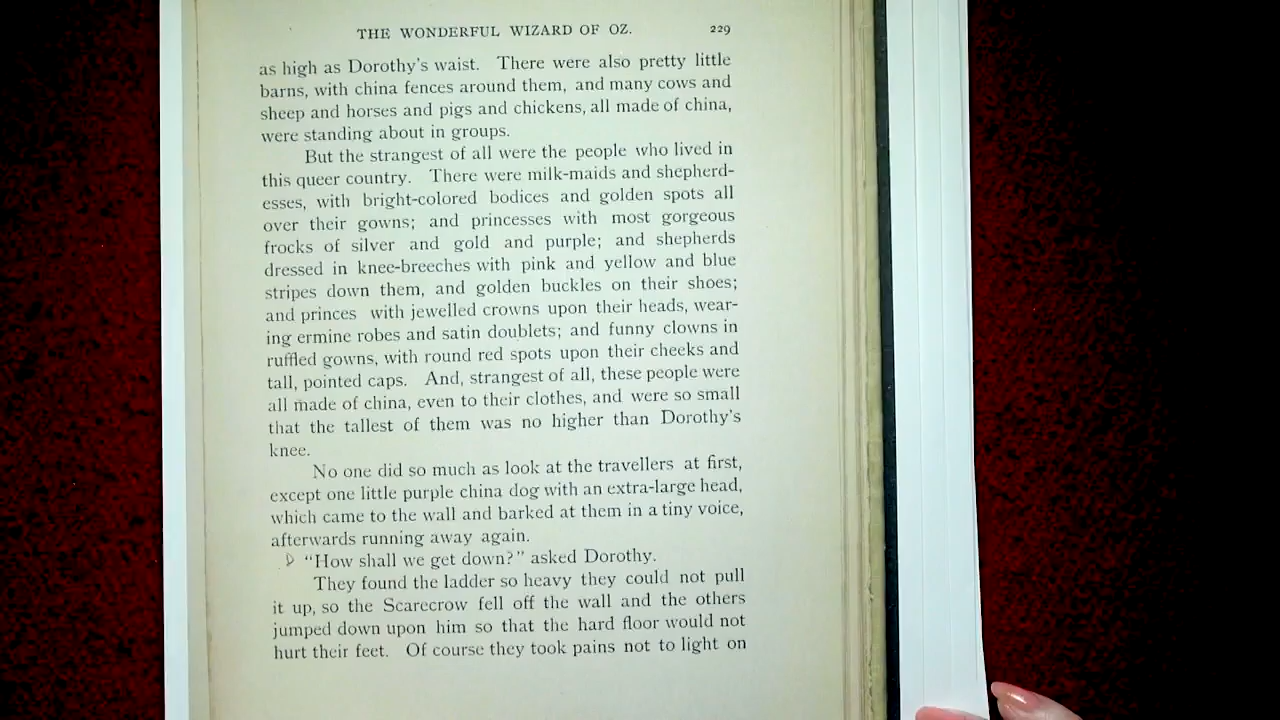 THE WONDERFUL WIZARD OF OZ. 229
as high as Dorothy's waist. There were also pretty little
barns, with china fences around them, and many cows and
sheep and horses and pigs and chickens, all made of china,
were standing about in groups.
But the strangest of all were the people who lived in
this queer country. There were milk-maids and shepherd-
esses, with bright-colored bodices and golden spots all
over their gowns; and princesses with most gorgeous
frocks of silver and gold and purple; and shepherds
dressed in knee-breeches with pink and yellow and blue
stripes down them, and golden buckles on their shoes;
and princes with jewelled crowns upon their heads, wear-
ing ermine robes and satin doublets; and funny clowns in
ruffled gowns, with round red spots upon their cheeks and
tall, pointed caps. And, strangest of all, these people were
all made of china, even to their clothes, and were so small
that the tallest of them was no higher than Dorothy's
knee.
No one did so much as look at the travellers at first,
except one little purple china dog with an extra-large head,
which came to the wall and barked at them in a tiny voice,
afterwards running away again.
"How shall we get down?" asked Dorothy.
They found the ladder so heavy they could not pull
it up, so the Scarecrow fell off the wall and the others
jumped down upon him so that the hard floor would not
hurt their feet. Of course they took pains not to light on